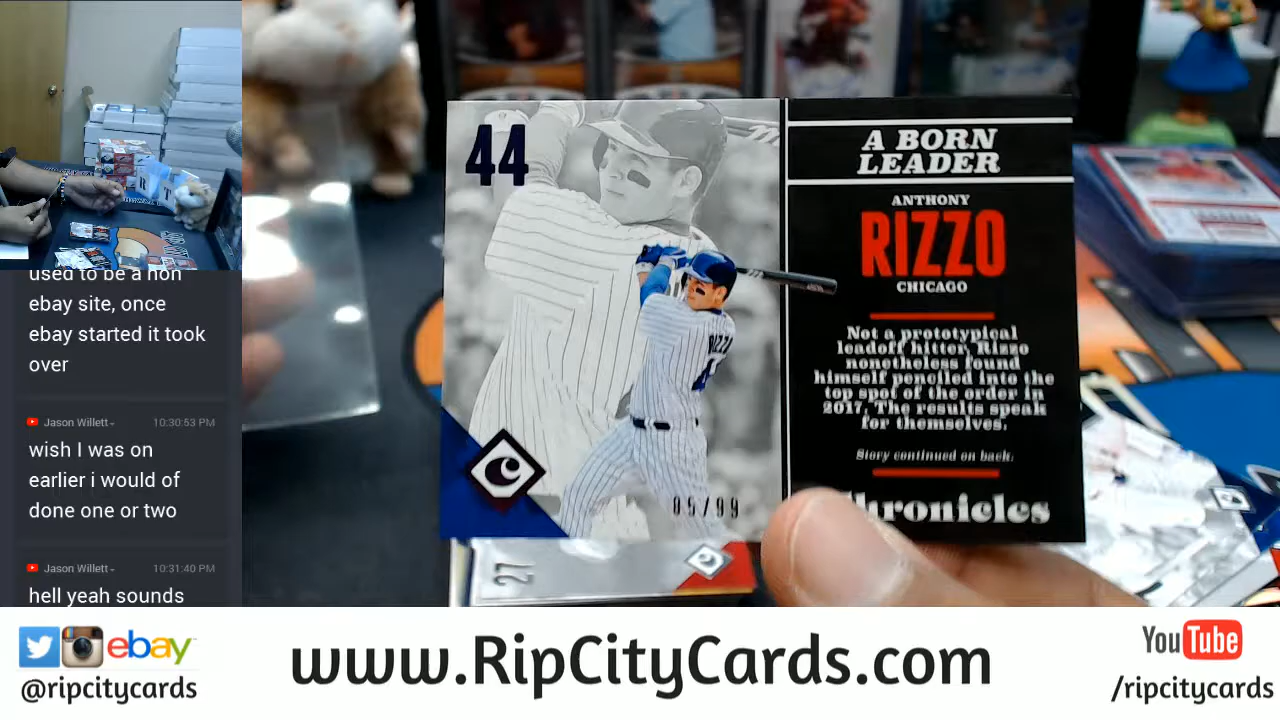 used to be a non
ebay site, once
ebay started it took
over
Jason Willett
10:30:53 PM
wish I was on
earlier i would of
done one or two
Jason Willett
10:31:40 PM
hell yeah sounds
44
A BORN
LEADER
ANTHONY
RIZZO
CHICAGO
Not a prototypical
leadoff hitter, Rizzo
nonetheless found
himself penciled into the
top spot of the order in
2017. The results speak
for themselves.
Story continued on back.
hronicles
C
RIZZO
05/99
27
ebay
@ripcitycards
www.RipCityCards.com
YouTube
/ripcitycards